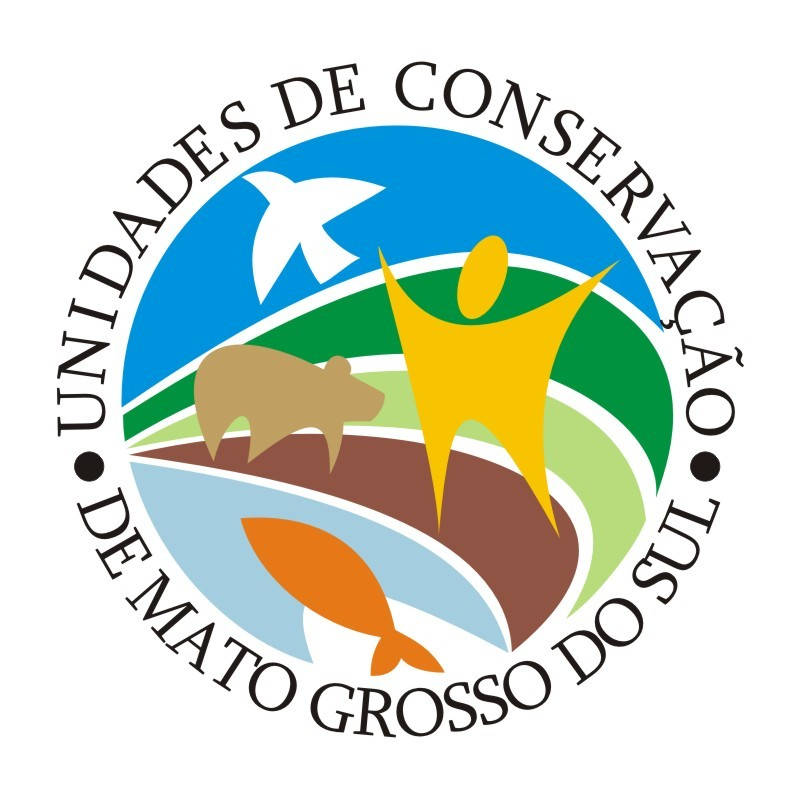 UNIDADES DE CONSERVAÇÃO
• DE MATO GROSSO DO SUL •